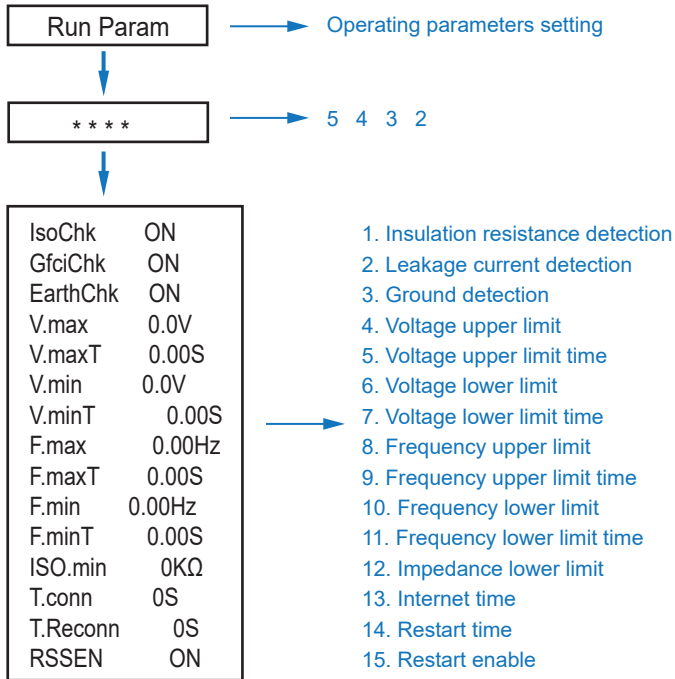 Run Param
Operating parameters setting
* * * *
5 4 3 2
IsoChk ON
GfciChk ON
EarthChk ON
V.max 0.0V
V.maxT 0.00S
V.min 0.0V
V.minT 0.00S
F.max 0.00Hz
F.maxT 0.00S
F.min 0.00Hz
F.minT 0.00S
ISO.min 0KΩ
T.conn 0S
T.Reconn 0S
RSSEN ON
1. Insulation resistance detection
2. Leakage current detection
3. Ground detection
4. Voltage upper limit
5. Voltage upper limit time
6. Voltage lower limit
7. Voltage lower limit time
8. Frequency upper limit
9. Frequency upper limit time
10. Frequency lower limit
11. Frequency lower limit time
12. Impedance lower limit
13. Internet time
14. Restart time
15. Restart enable